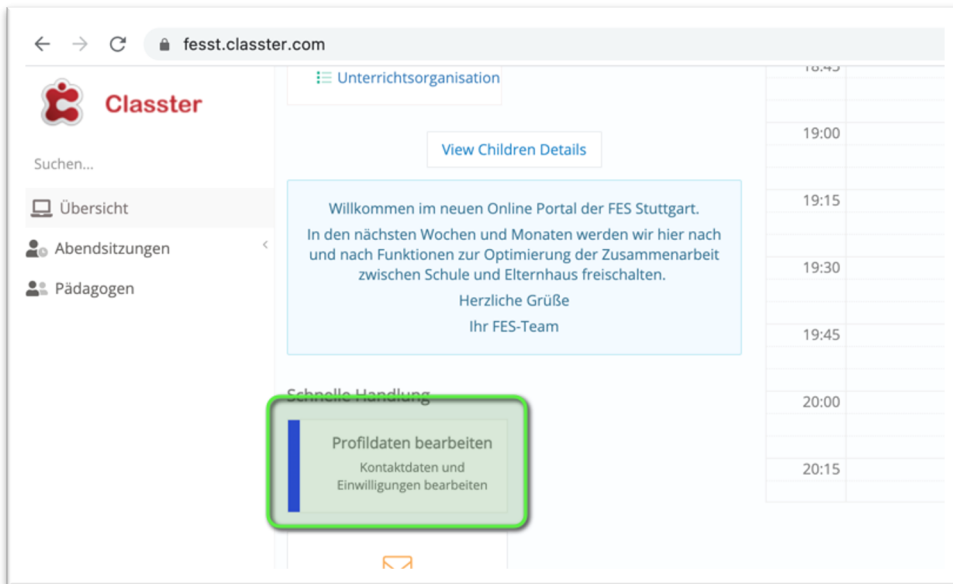 fesst.classter.com
Classter
Suchen...
Übersicht
Abendsitzungen
Pädagogen
Unterrichtsorganisation
View Children Details
Willkommen im neuen Online Portal der FES Stuttgart.
In den nächsten Wochen und Monaten werden wir hier nach
und nach Funktionen zur Optimierung der Zusammenarbeit
zwischen Schule und Elternhaus freischalten.
Herzliche Grüße
Ihr FES-Team
Schnelle Handlung
Profildaten bearbeiten
Kontaktdaten und
Einwilligungen bearbeiten
18:45
19:00
19:15
19:30
19:45
20:00
20:15